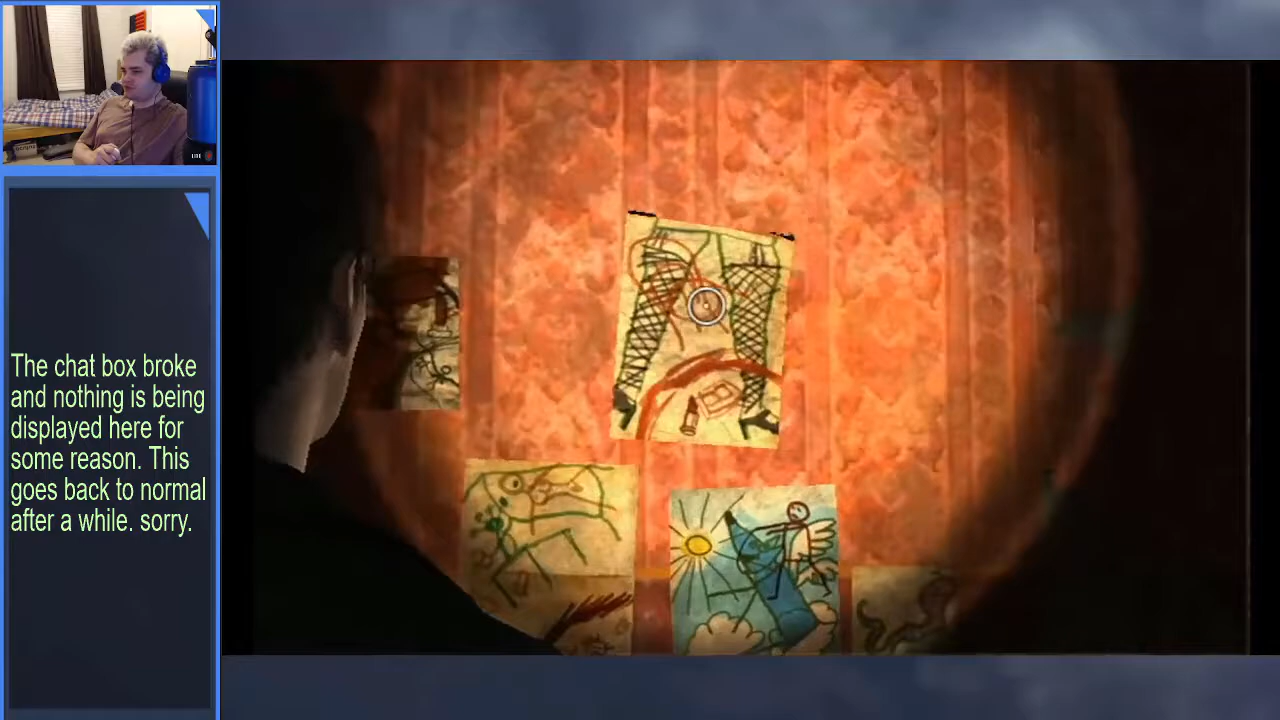 The chat box broke
and nothing is being
displayed here for
some reason. This
goes back to normal
after a while. sorry.